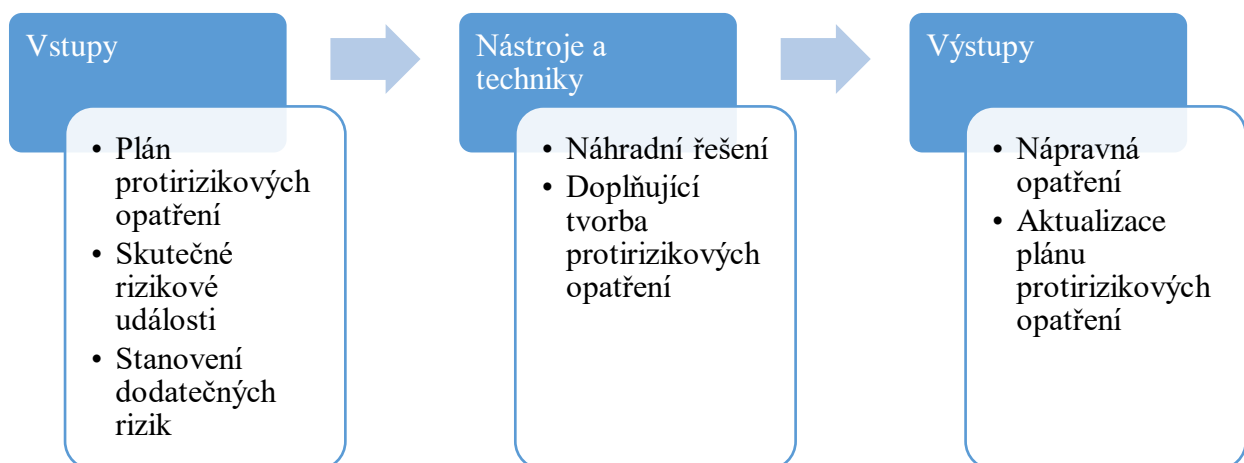 Vstupy
• Plán
protirizikových
opatření
• Skutečné
rizikové
události
• Stanovení
dodatečných
rizik
Nástroje a
techniky
• Náhradní řešení
• Doplňující
tvorba
protirizikových
opatření
Výstupy
• Nápravná
opatření
• Aktualizace
plánu
protirizikových
opatření